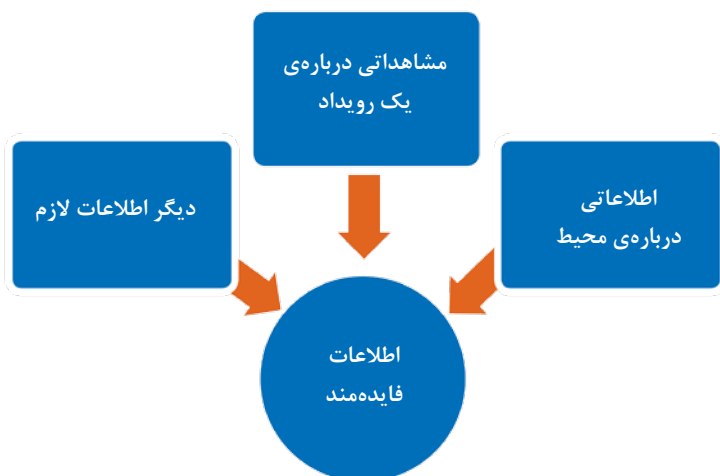 مشاهداتی درباره‌ی
یک رویداد
اطلاعاتی
درباره‌ی محیط
دیگر اطلاعات لازم
اطلاعات
فایده‌مند